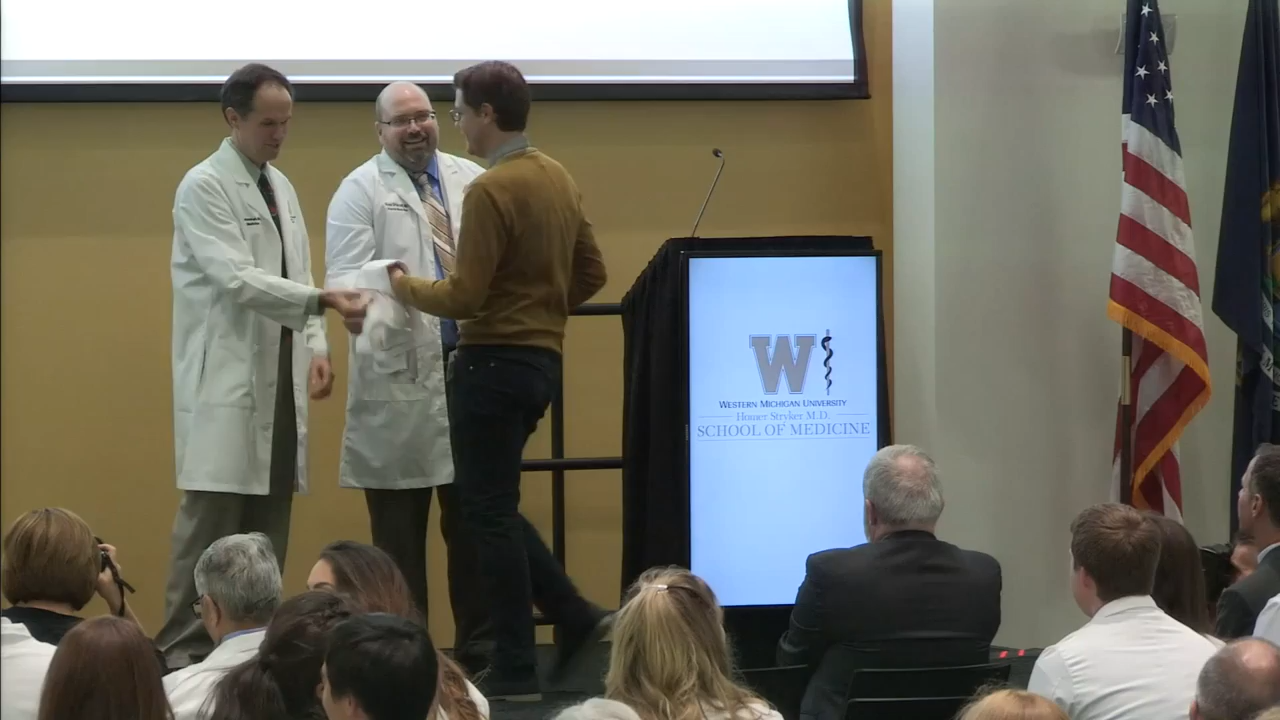 W
WESTERN MICHIGAN UNIVERSITY
Homer Stryker M.D.
SCHOOL OF MEDICINE